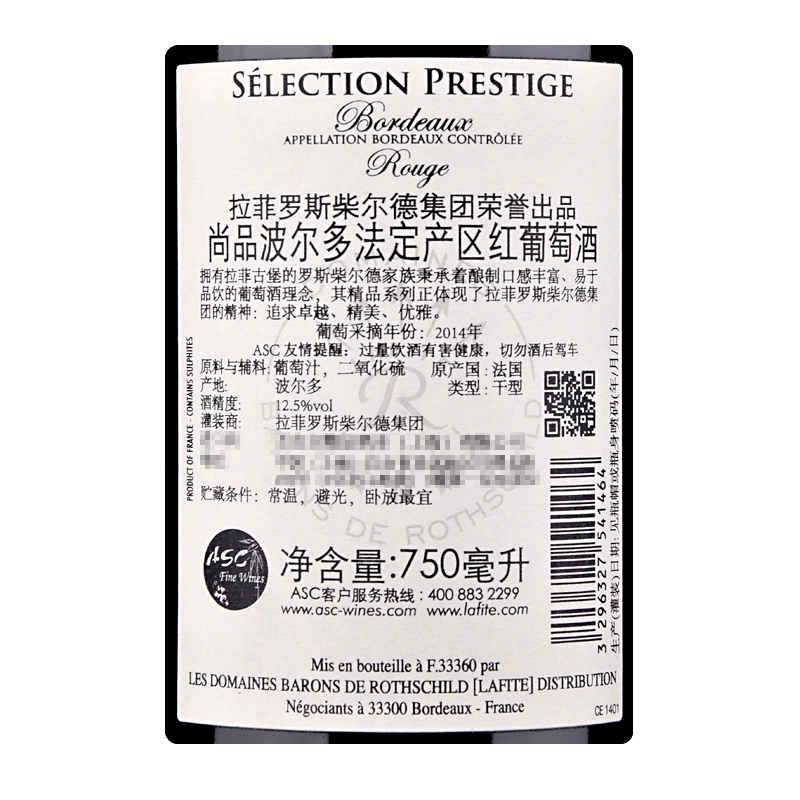 SÉLECTION PRESTIGE
Bordeaux
APPELLATION BORDEAUX CONTRÔLÉE
Rouge
拉菲罗斯柴尔德集团荣誉出品
尚品波尔多法定产区红葡萄酒
拥有拉菲古堡的罗斯柴尔德家族秉承着酿制口感丰富、易于
品饮的葡萄酒理念，其精品系列正体现了拉菲罗斯柴尔德集
团的精神：追求卓越、精美、优雅。
葡萄采摘年份：2014年
ASC 友情提醒：过量饮酒有害健康，切勿酒后驾车
原料与辅料：葡萄汁，二氧化硫 原产国：法国
产地： 波尔多 类型：干型
酒精度： 12.5%vol
灌装商： 拉菲罗斯柴尔德集团
贮藏条件：常温，避光，卧放最宜
PRODUCT OF FRANCE - CONTAINS SULPHITES
DOMAINES
BARONS DE ROTHSCHILD
R
ASC
Fine Wines
净含量:750毫升
ASC客户服务热线：400 883 2299
www.asc-wines.com www.lafite.com
3 296327 541464
生产(灌装)日期：见瓶帽或瓶身喷码(年/月/日)
Mis en bouteille à F.33360 par
LES DOMAINES BARONS DE ROTHSCHILD [LAFITE] DISTRIBUTION
Négociants à 33300 Bordeaux - France
CE 1401